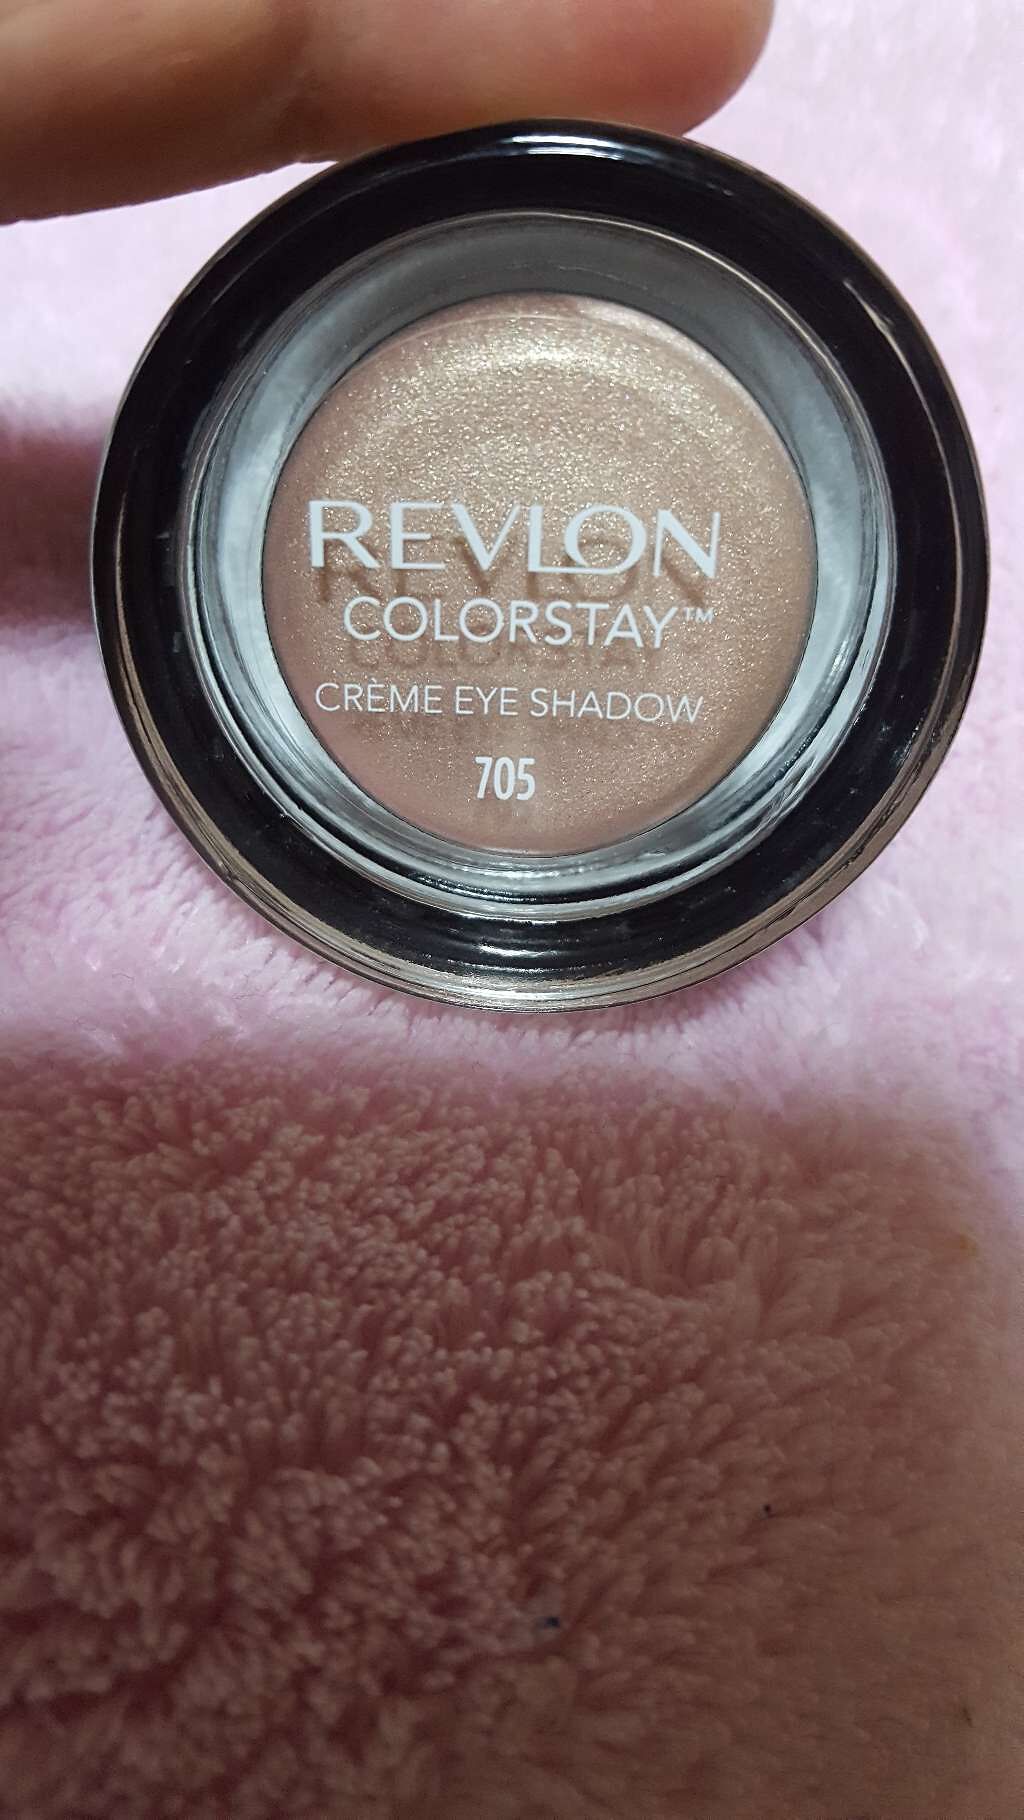 REVLON
COLORSTAY™
CRÈME EYE SHADOW
705